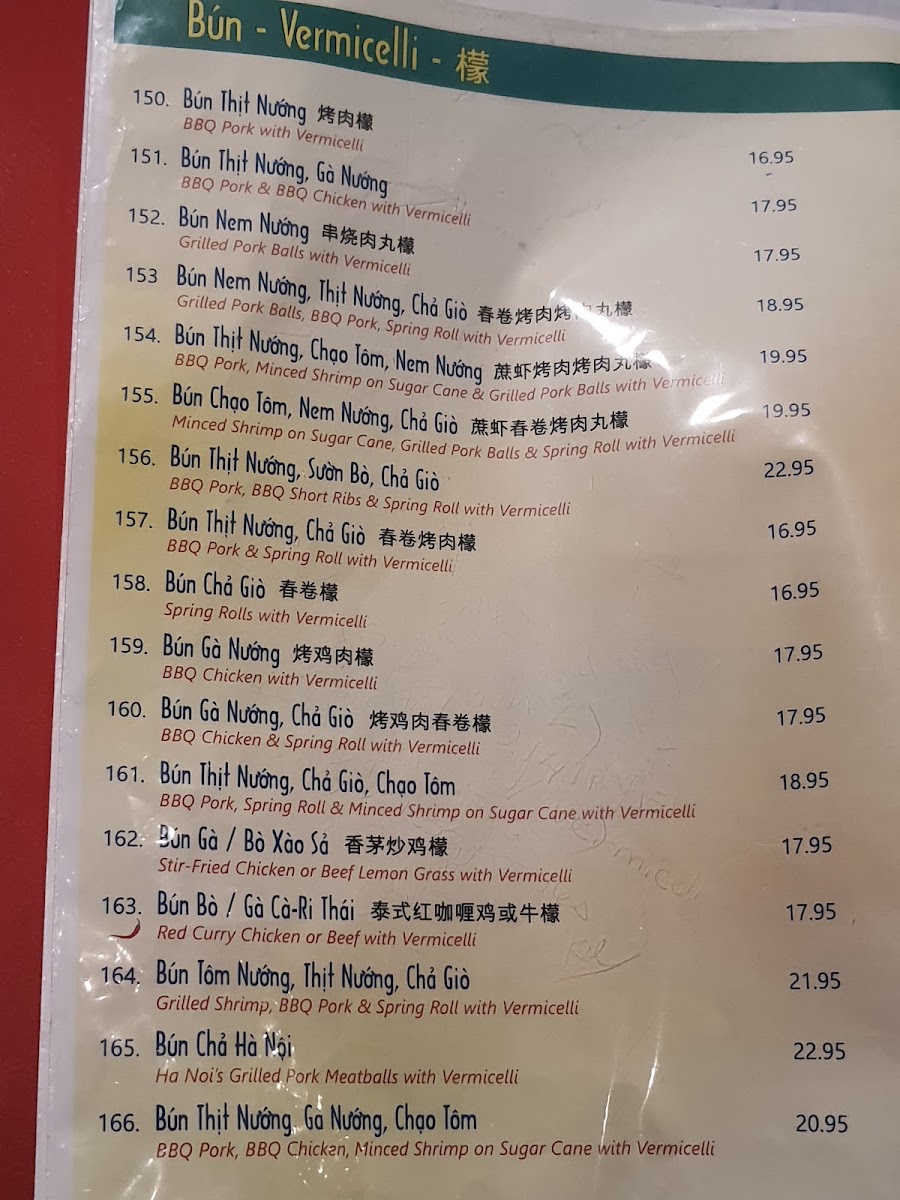 Bún - Vermicelli - 檬
150. Bún Thịt Nướng 烤肉檬
BBQ Pork with Vermicelli 16.95
151. Bún Thịt Nướng, Gà Nướng
BBQ Pork & BBQ Chicken with Vermicelli 17.95
152. Bún Nem Nướng 串烧肉丸檬
Grilled Pork Balls with Vermicelli 17.95
153 Bún Nem Nướng, Thịt Nướng, Chả Giò 春卷烤肉烤肉丸檬 18.95
Grilled Pork Balls, BBQ Pork, Spring Roll with Vermicelli
154. Bún Thịt Nướng, Chạo Tôm, Nem Nướng 蔗虾烤肉烤肉丸檬 19.95
BBQ Pork, Minced Shrimp on Sugar Cane & Grilled Pork Balls with Vermicelli
155. Bún Chạo Tôm, Nem Nướng, Chả Giò 蔗虾春卷烤肉丸檬 19.95
Minced Shrimp on Sugar Cane, Grilled Pork Balls & Spring Roll with Vermicelli
156. Bún Thịt Nướng, Sườn Bò, Chả Giò 22.95
BBQ Pork, BBQ Short Ribs & Spring Roll with Vermicelli
157. Bún Thịt Nướng, Chả Giò 春卷烤肉檬 16.95
BBQ Pork & Spring Roll with Vermicelli
158. Bún Chả Giò 春卷檬 16.95
Spring Rolls with Vermicelli
159. Bún Gà Nướng 烤鸡肉檬 17.95
BBQ Chicken with Vermicelli
160. Bún Gà Nướng, Chả Giò 烤鸡肉春卷檬 17.95
BBQ Chicken & Spring Roll with Vermicelli
161. Bún Thịt Nướng, Chả Giò, Chạo Tôm 18.95
BBQ Pork, Spring Roll & Minced Shrimp on Sugar Cane with Vermicelli
162. Bún Gà / Bò Xào Sả 香茅炒鸡檬 17.95
Stir-Fried Chicken or Beef Lemon Grass with Vermicelli
163. Bún Bò / Gà Cà-Ri Thái 泰式红咖喱鸡或牛檬 17.95
Red Curry Chicken or Beef with Vermicelli
164. Bún Tôm Nướng, Thịt Nướng, Chả Giò 21.95
Grilled Shrimp, BBQ Pork & Spring Roll with Vermicelli
165. Bún Chả Hà Nội 22.95
Ha Noi's Grilled Pork Meatballs with Vermicelli
166. Bún Thịt Nướng, Gà Nướng, Chạo Tôm 20.95
BBQ Pork, BBQ Chicken, Minced Shrimp on Sugar Cane with Vermicelli